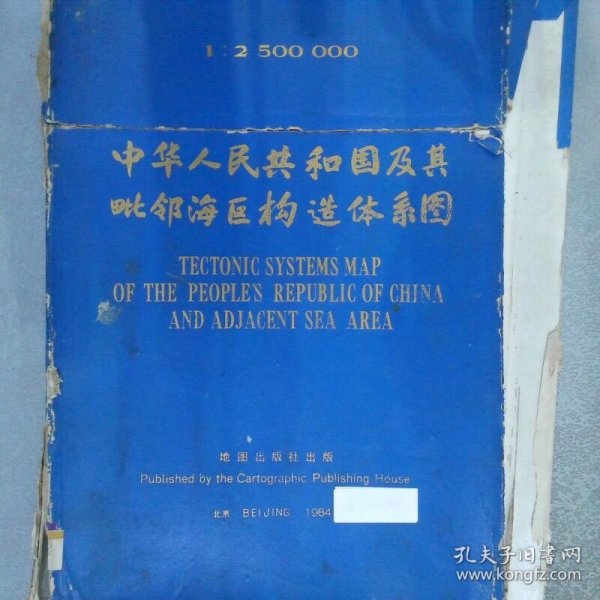 1:2 500 000
中华人民共和国及其
毗邻海区构造体系图
TECTONIC SYSTEMS MAP
OF THE PEOPLE'S REPUBLIC OF CHINA
AND ADJACENT SEA AREA
地图出版社出版
Published by the Cartographic Publishing House
北京 BEIJING 1984
孔夫子旧书网
www.kongfz.com